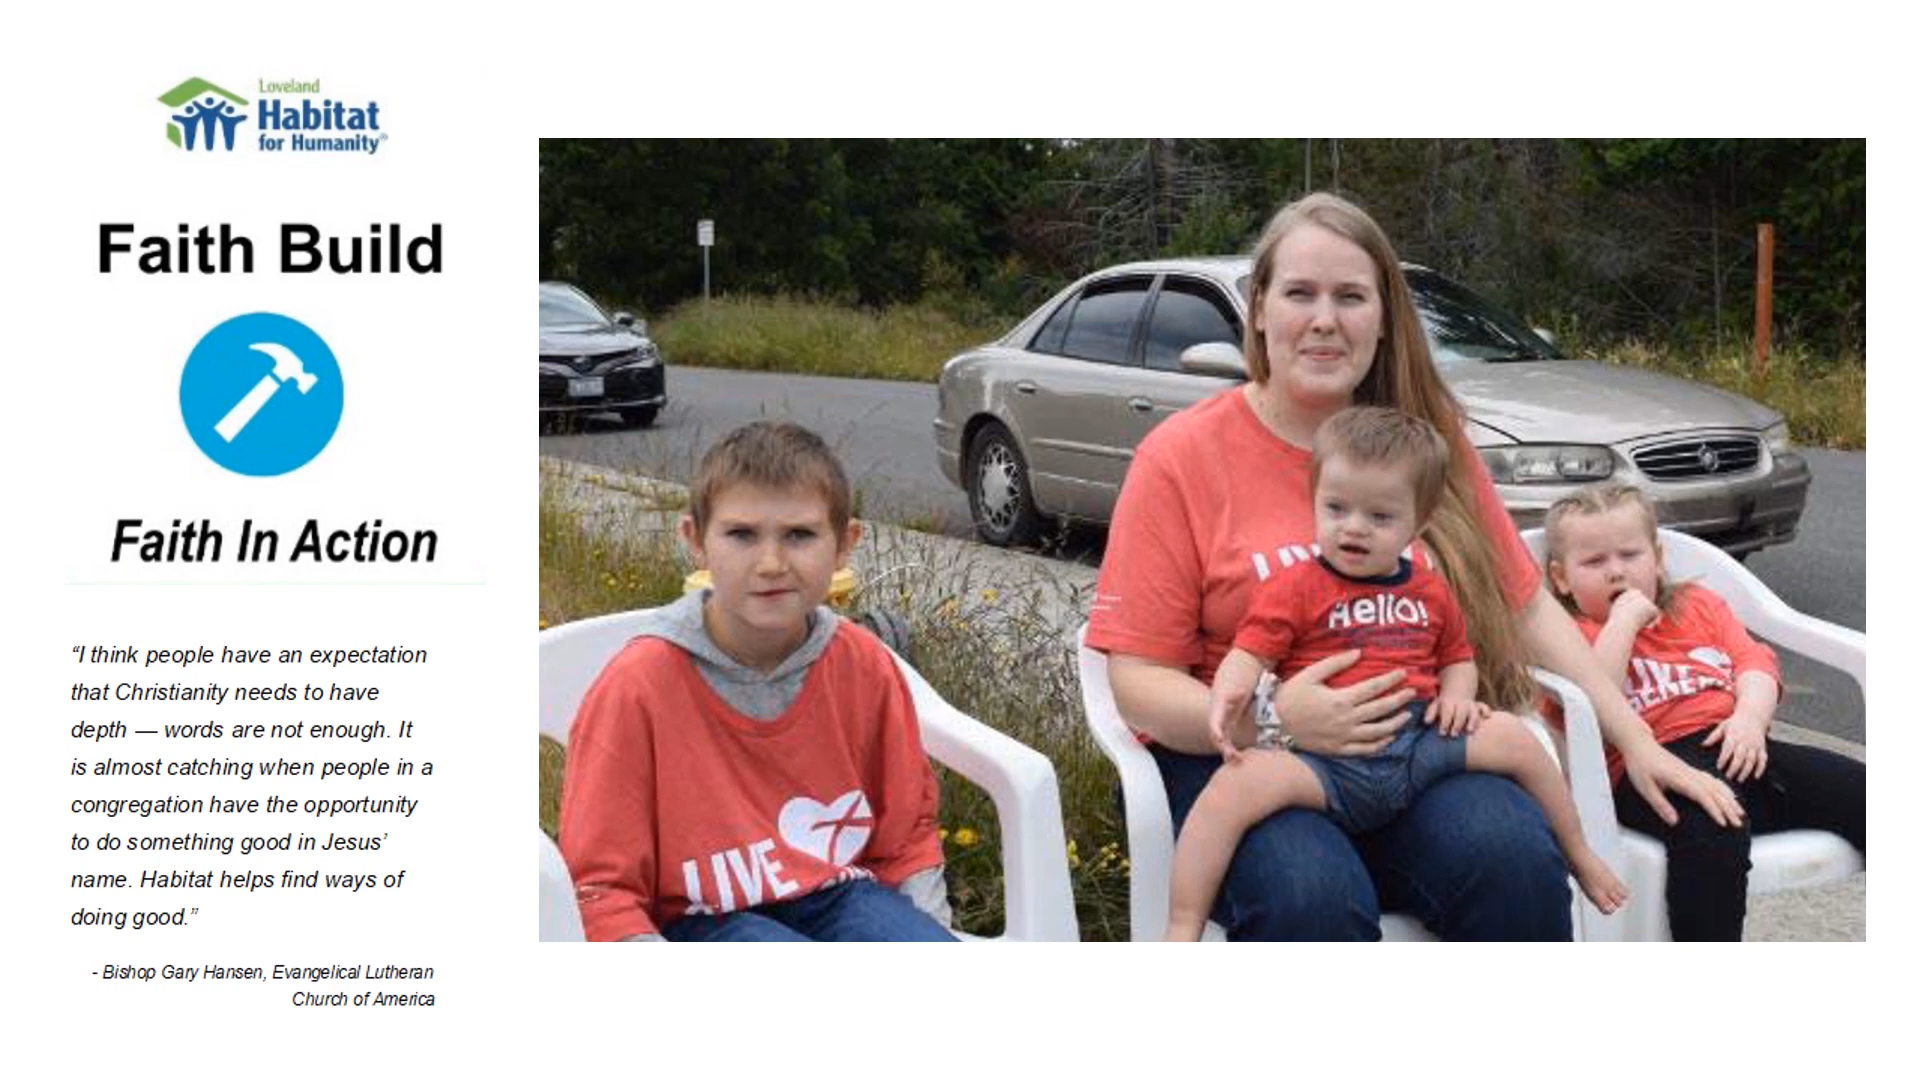 Loveland
Habitat
for Humanity®
Faith Build
Faith In Action
“I think people have an expectation
that Christianity needs to have
depth — words are not enough. It
is almost catching when people in a
congregation have the opportunity
to do something good in Jesus’
name. Habitat helps find ways of
doing good.”
- Bishop Gary Hansen, Evangelical Lutheran
Church of America
LIVE
Hello!
LIVE